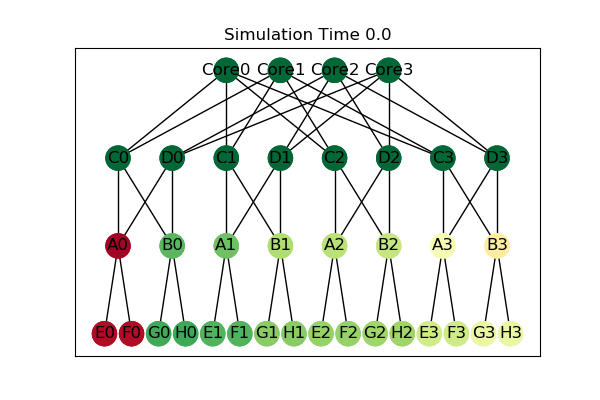 Simulation Time 0.0
Core0 Core1 Core2 Core3
C0 D0 C1 D1 C2 D2 C3 D3
A0 B0 A1 B1 A2 B2 A3 B3
E0 F0 G0 H0 E1 F1 G1 H1 E2 F2 G2 H2 E3 F3 G3 H3